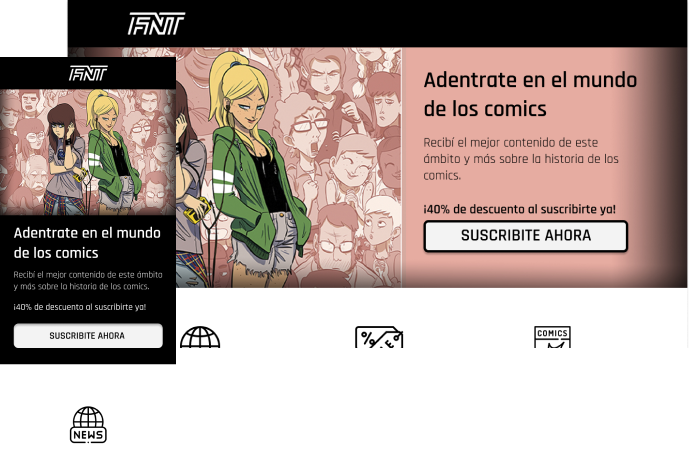 FNT
Adentrate en el mundo
de los comics
Recibí el mejor contenido de este
ámbito y más sobre la historia de los
comics.
¡40% de descuento al suscribirte ya!
SUSCRIBITE AHORA
COMICS
FNT
Adentrate en el mundo
de los comics
Recibí el mejor contenido de este ámbito
y más sobre la historia de los comics.
¡40% de descuento al suscribirte ya!
SUSCRIBITE AHORA
NEWS